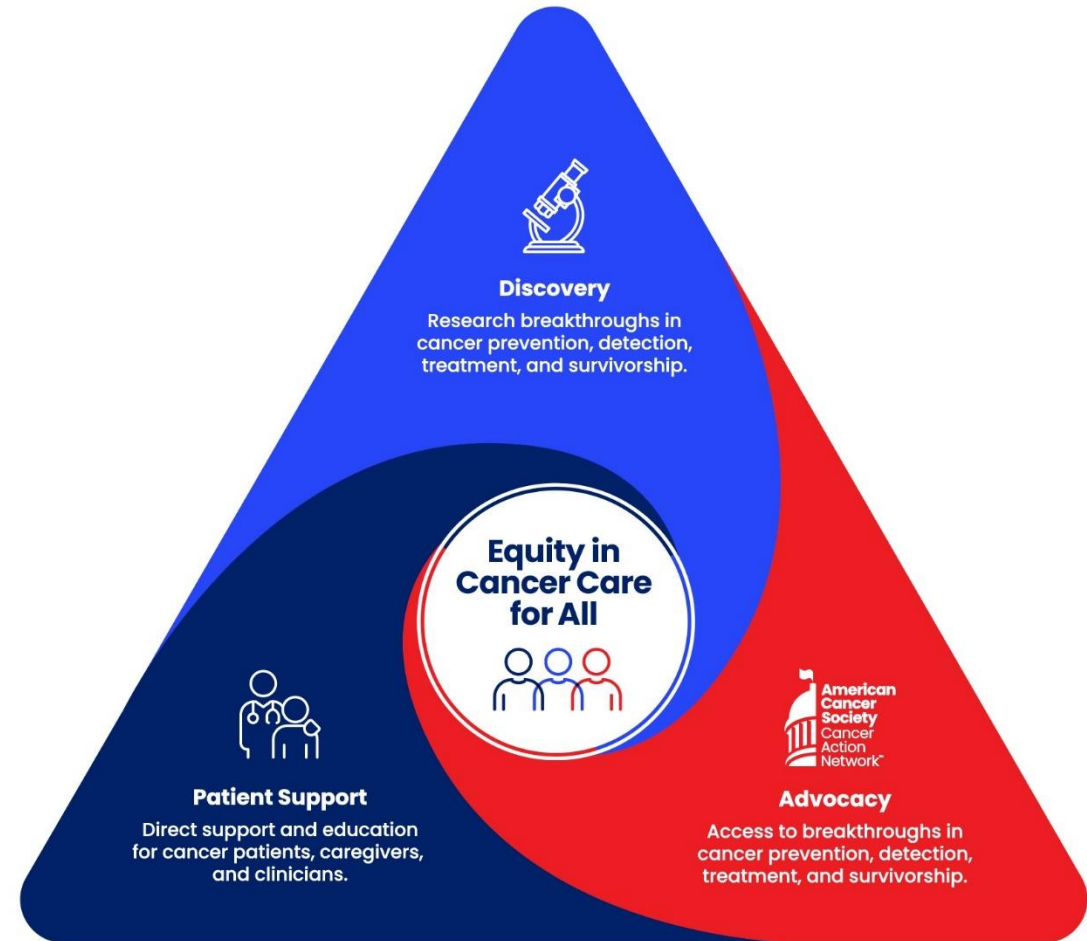 Discovery
Research breakthroughs in
cancer prevention, detection,
treatment, and survivorship.
Equity in
Cancer Care
for All
Patient Support
Direct support and education
for cancer patients, caregivers,
and clinicians.
American
Cancer
Society
Cancer
Action
Network™
Advocacy
Access to breakthroughs in
cancer prevention, detection,
treatment, and survivorship.